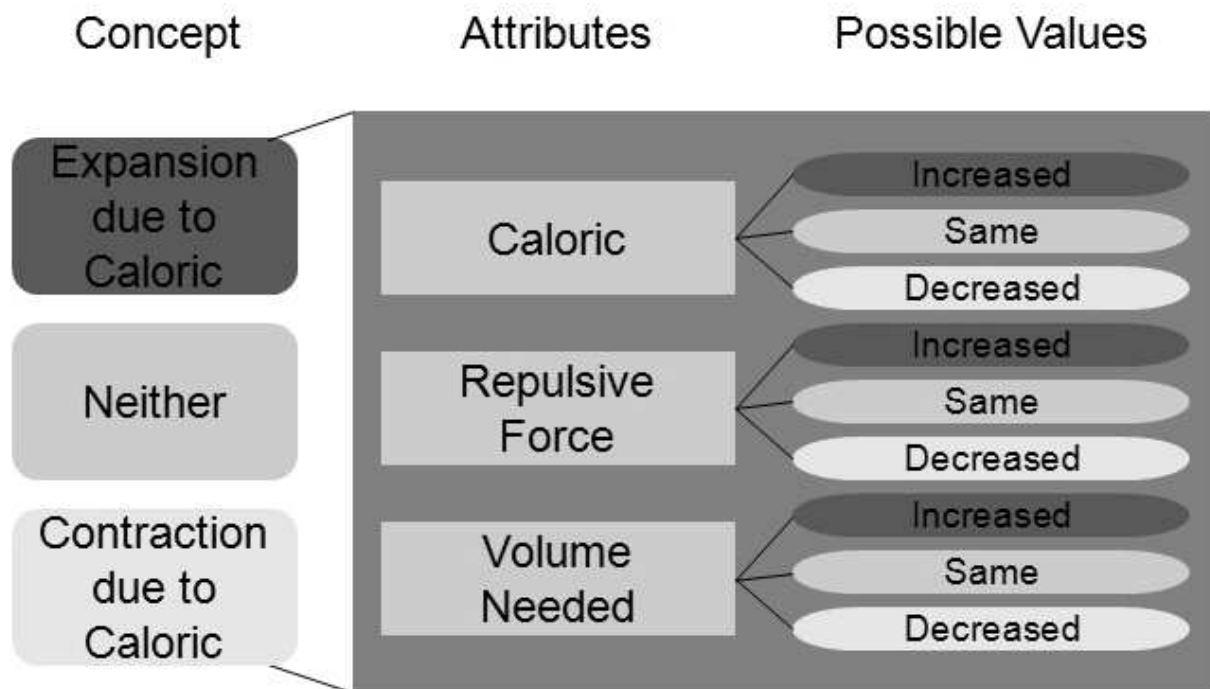 Concept
Attributes
Possible Values
Expansion
due to
Caloric
Neither
Contraction
due to
Caloric
Caloric
Increased
Same
Decreased
Repulsive
Force
Increased
Same
Decreased
Volume
Needed
Increased
Same
Decreased